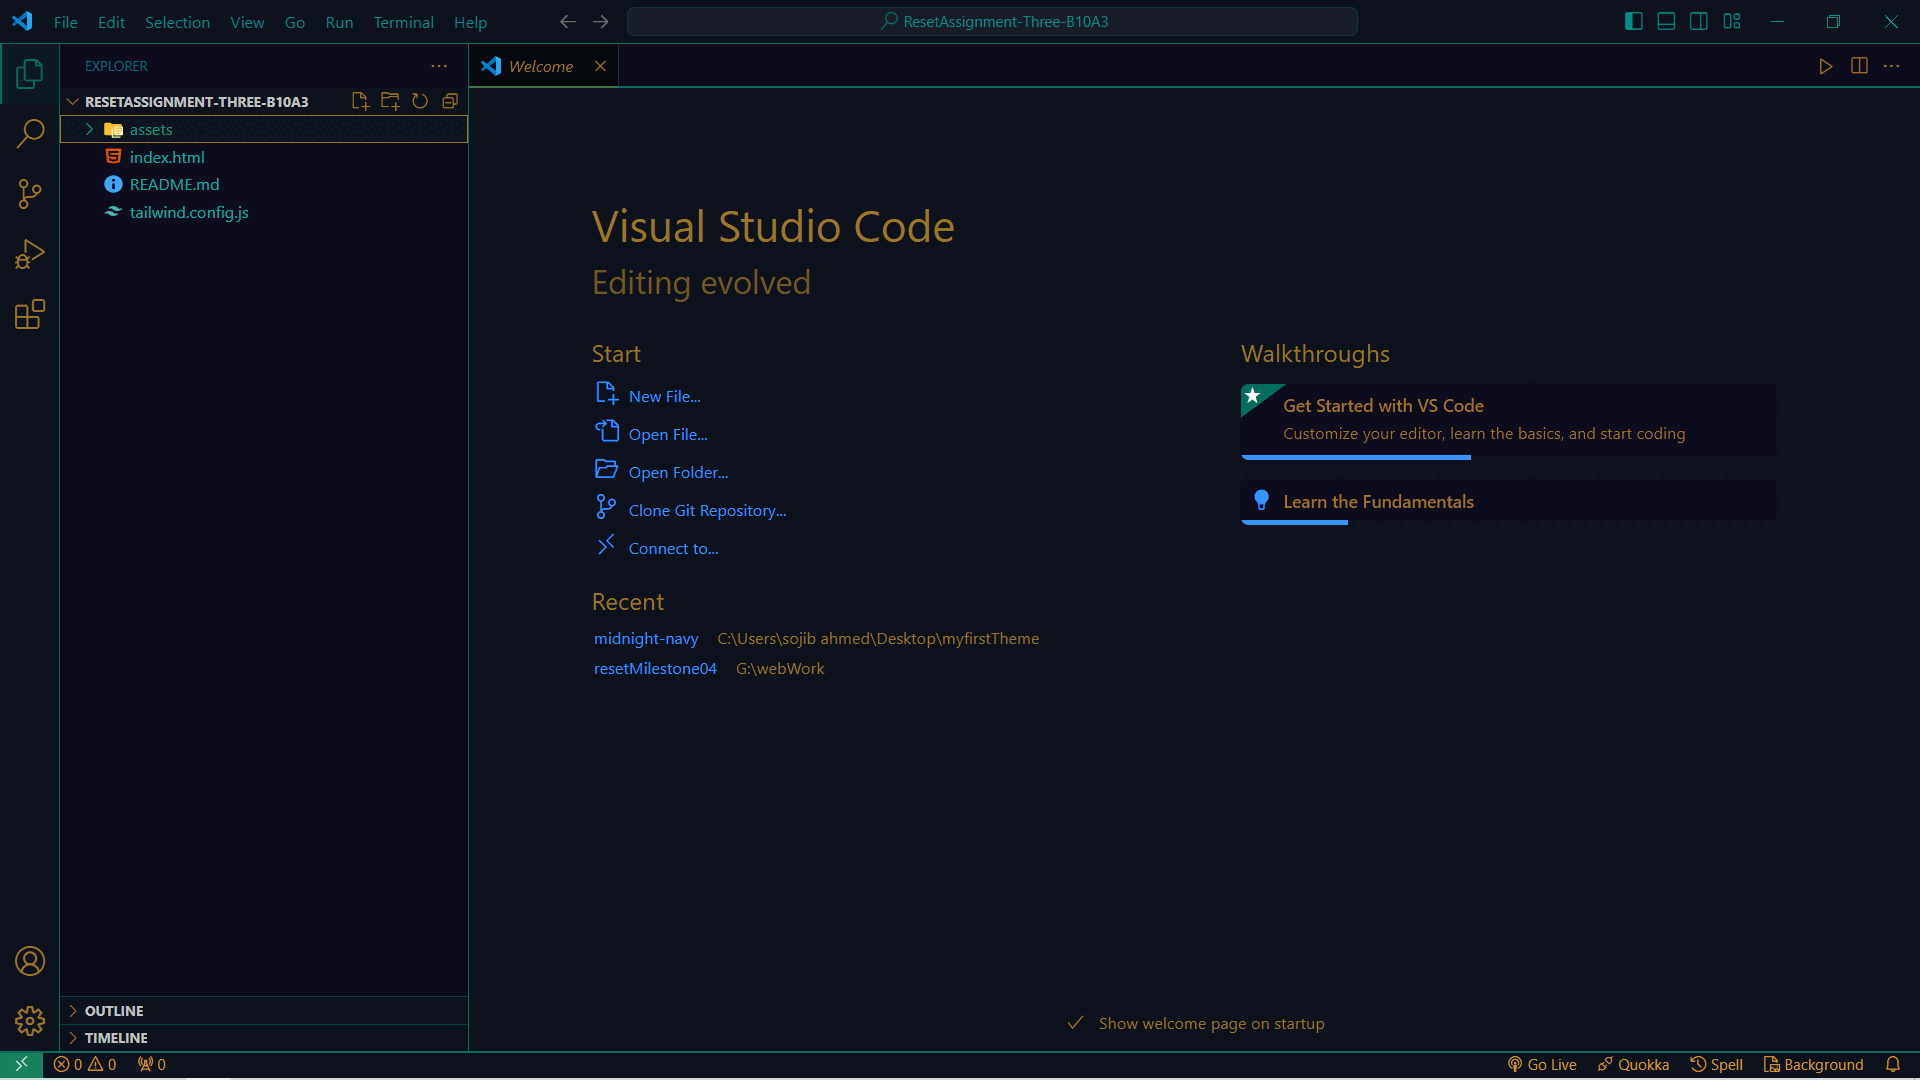 File Edit Selection View Go Run Terminal Help ResetAssignment-Three-B10A3
EXPLORER
Welcome
RESETASSIGNMENT-THREE-B10A3
assets
index.html
README.md
tailwind.config.js
Visual Studio Code
Editing evolved
Start
New File...
Open File...
Open Folder...
Clone Git Repository...
Connect to...
Recent
midnight-navy C:\Users\sojib ahmed\Desktop\myfirstTheme
resetMilestone04 G:\webWork
Walkthroughs
Get Started with VS Code
Customize your editor, learn the basics, and start coding
Learn the Fundamentals
Show welcome page on startup
OUTLINE
TIMELINE
0 0 0 Go Live Quokka Spell Background